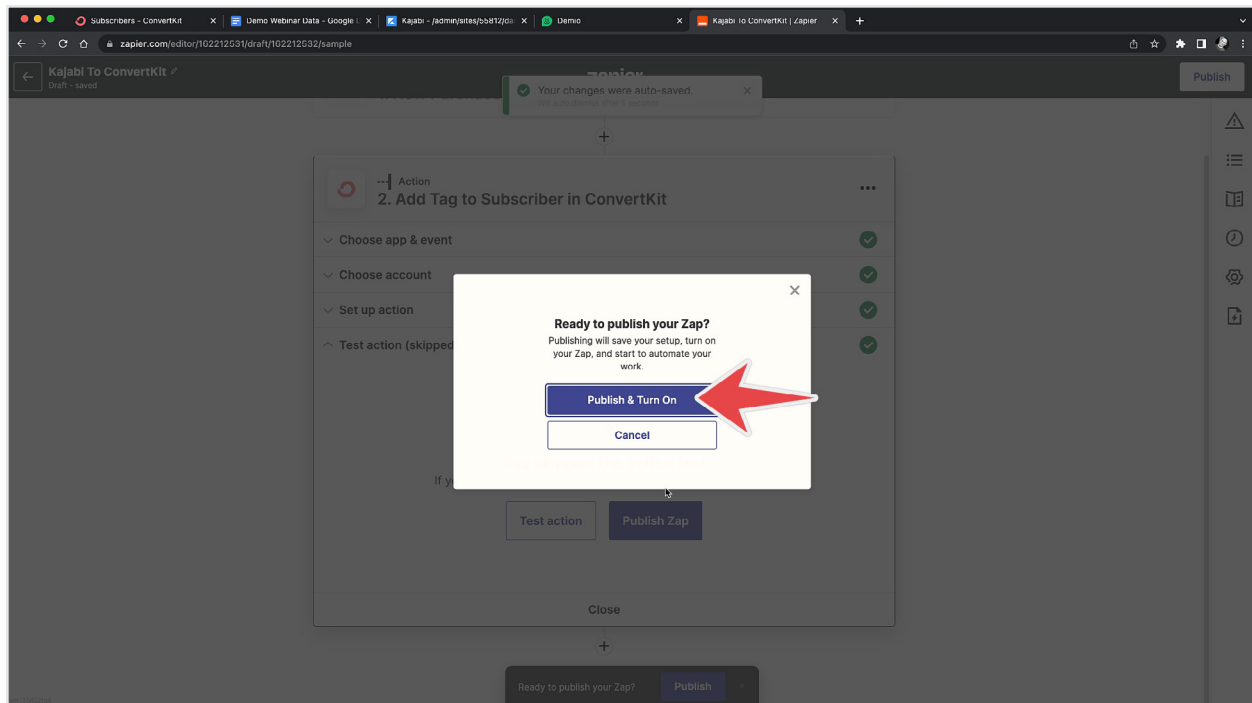 Subscribers - ConvertKit
Demo Webinar Data - Google
Kajabi - /admin/sites/55812/da
Demio
Kajabi To ConvertKit | Zapier
zapier.com/editor/162212531/draft/162212532/sample
Kajabi To ConvertKit
Draft - saved
zapier
Publish
Your changes were auto-saved.
Action
2. Add Tag to Subscriber in ConvertKit
Choose app & event
Choose account
Set up action
Test action (skipped
Ready to publish your Zap?
Publishing will save your setup, turn on
your Zap, and start to automate your
work.
Publish & Turn On
Cancel
If y
Test action
Publish Zap
Close
Ready to publish your Zap?
Publish